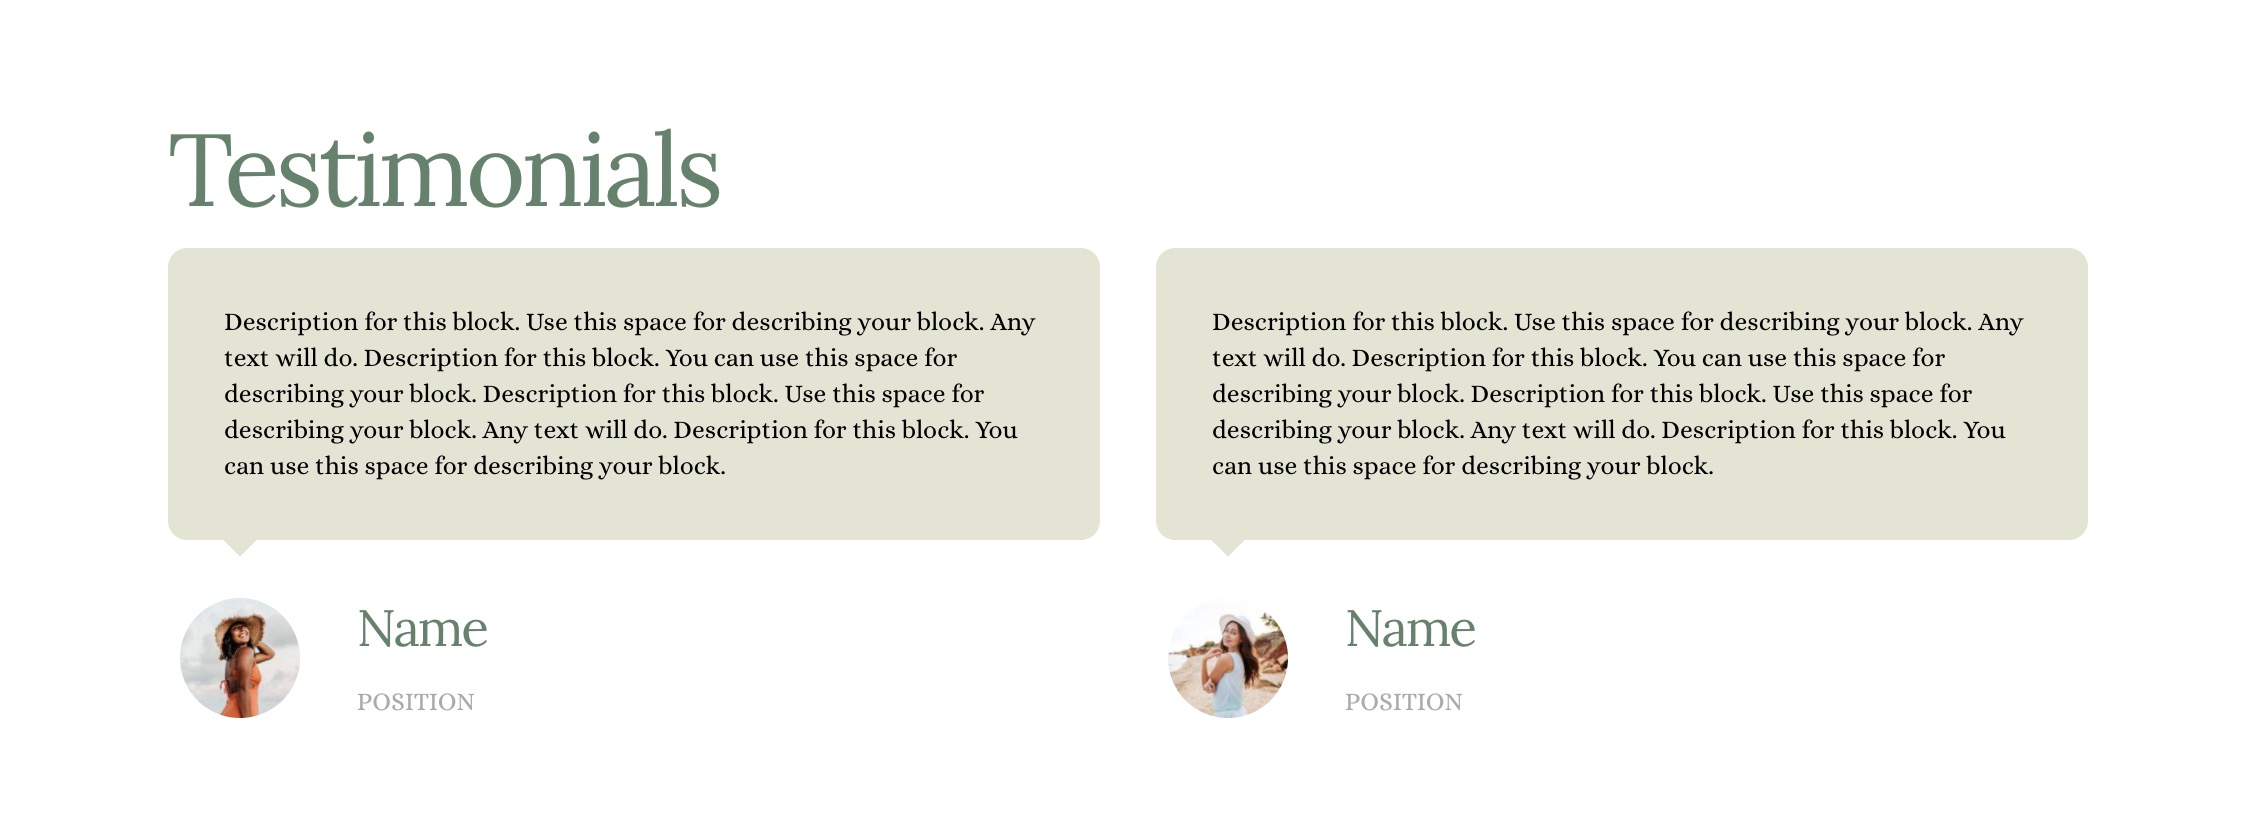 Testimonials
Description for this block. Use this space for describing your block. Any
text will do. Description for this block. You can use this space for
describing your block. Description for this block. Use this space for
describing your block. Any text will do. Description for this block. You
can use this space for describing your block.
Name
POSITION
Description for this block. Use this space for describing your block. Any
text will do. Description for this block. You can use this space for
describing your block. Description for this block. Use this space for
describing your block. Any text will do. Description for this block. You
can use this space for describing your block.
Name
POSITION